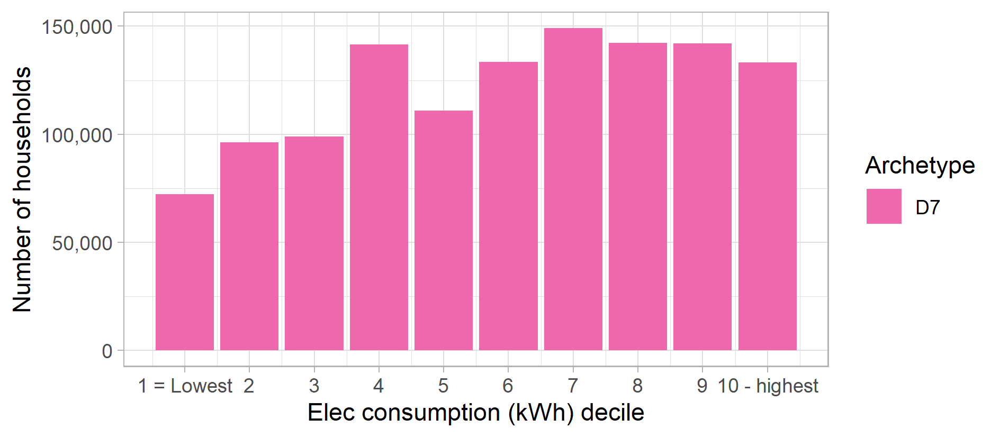 150,000
100,000
50,000
0
Number of households
1 = Lowest 2 3 4 5 6 7 8 9 10 - highest
Elec consumption (kWh) decile
Archetype
D7